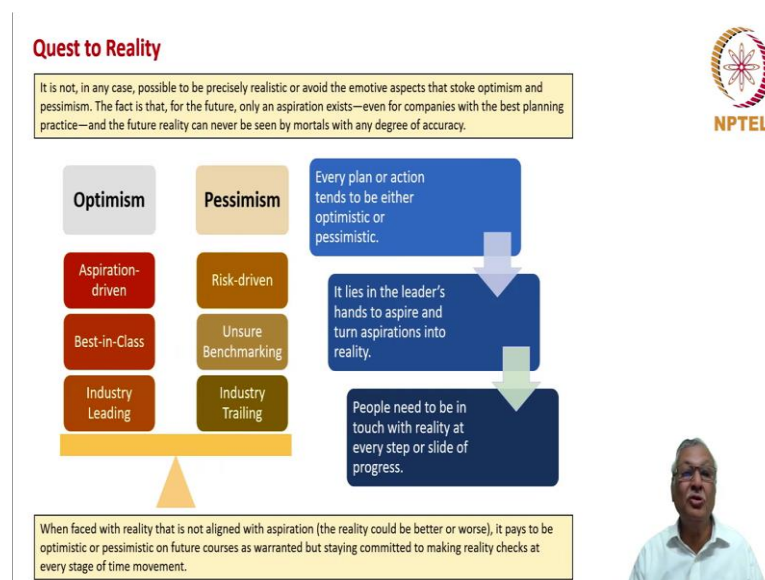 Quest to Reality
It is not, in any case, possible to be precisely realistic or avoid the emotive aspects that stoke optimism and
pessimism. The fact is that, for the future, only an aspiration exists—even for companies with the best planning
practice—and the future reality can never be seen by mortals with any degree of accuracy.
NPTEL
Optimism
Pessimism
Aspiration-
driven
Risk-driven
Best-in-Class
Unsure
Benchmarking
Industry
Leading
Industry
Trailing
Every plan or action
tends to be either
optimistic or
pessimistic.
It lies in the leader's
hands to aspire and
turn aspirations into
reality.
People need to be in
touch with reality at
every step or slide of
progress.
When faced with reality that is not aligned with aspiration (the reality could be better or worse), it pays to be
optimistic or pessimistic on future courses as warranted but staying committed to making reality checks at
every stage of time movement.